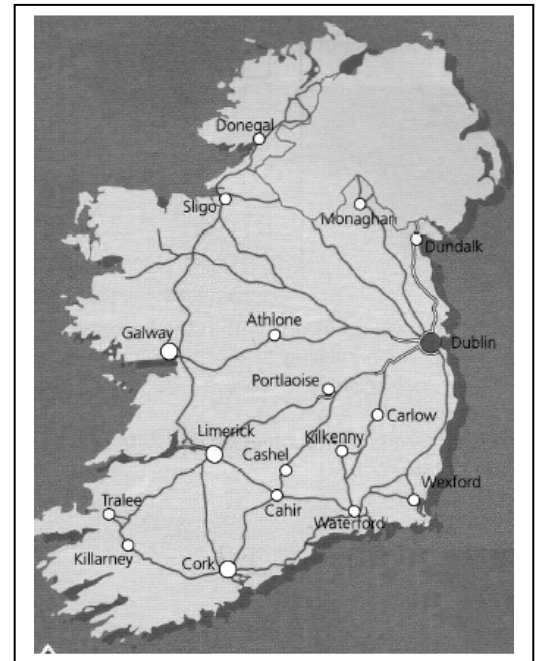 Donegal
Sligo
Monaghan
Dundalk
Athlone
Galway
Dublin
Portlaoise
Carlow
Limerick
Kilkenny
Cashel
Wexford
Tralee
Cahir
Waterford
Killarney
Cork